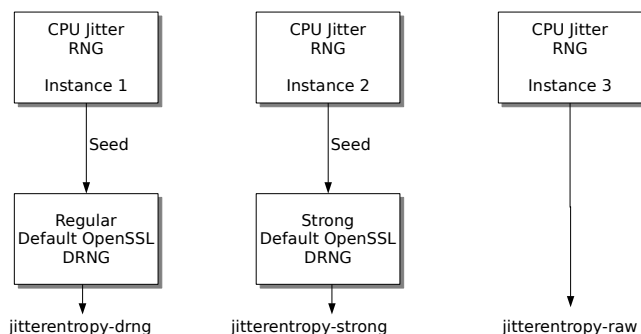 CPU Jitter
RNG
Instance 1
CPU Jitter
RNG
Instance 2
CPU Jitter
RNG
Instance 3
Seed
Seed
Regular
Default OpenSSL
DRNG
Strong
Default OpenSSL
DRNG
jitterentropy-drng
jitterentropy-strong
jitterentropy-raw